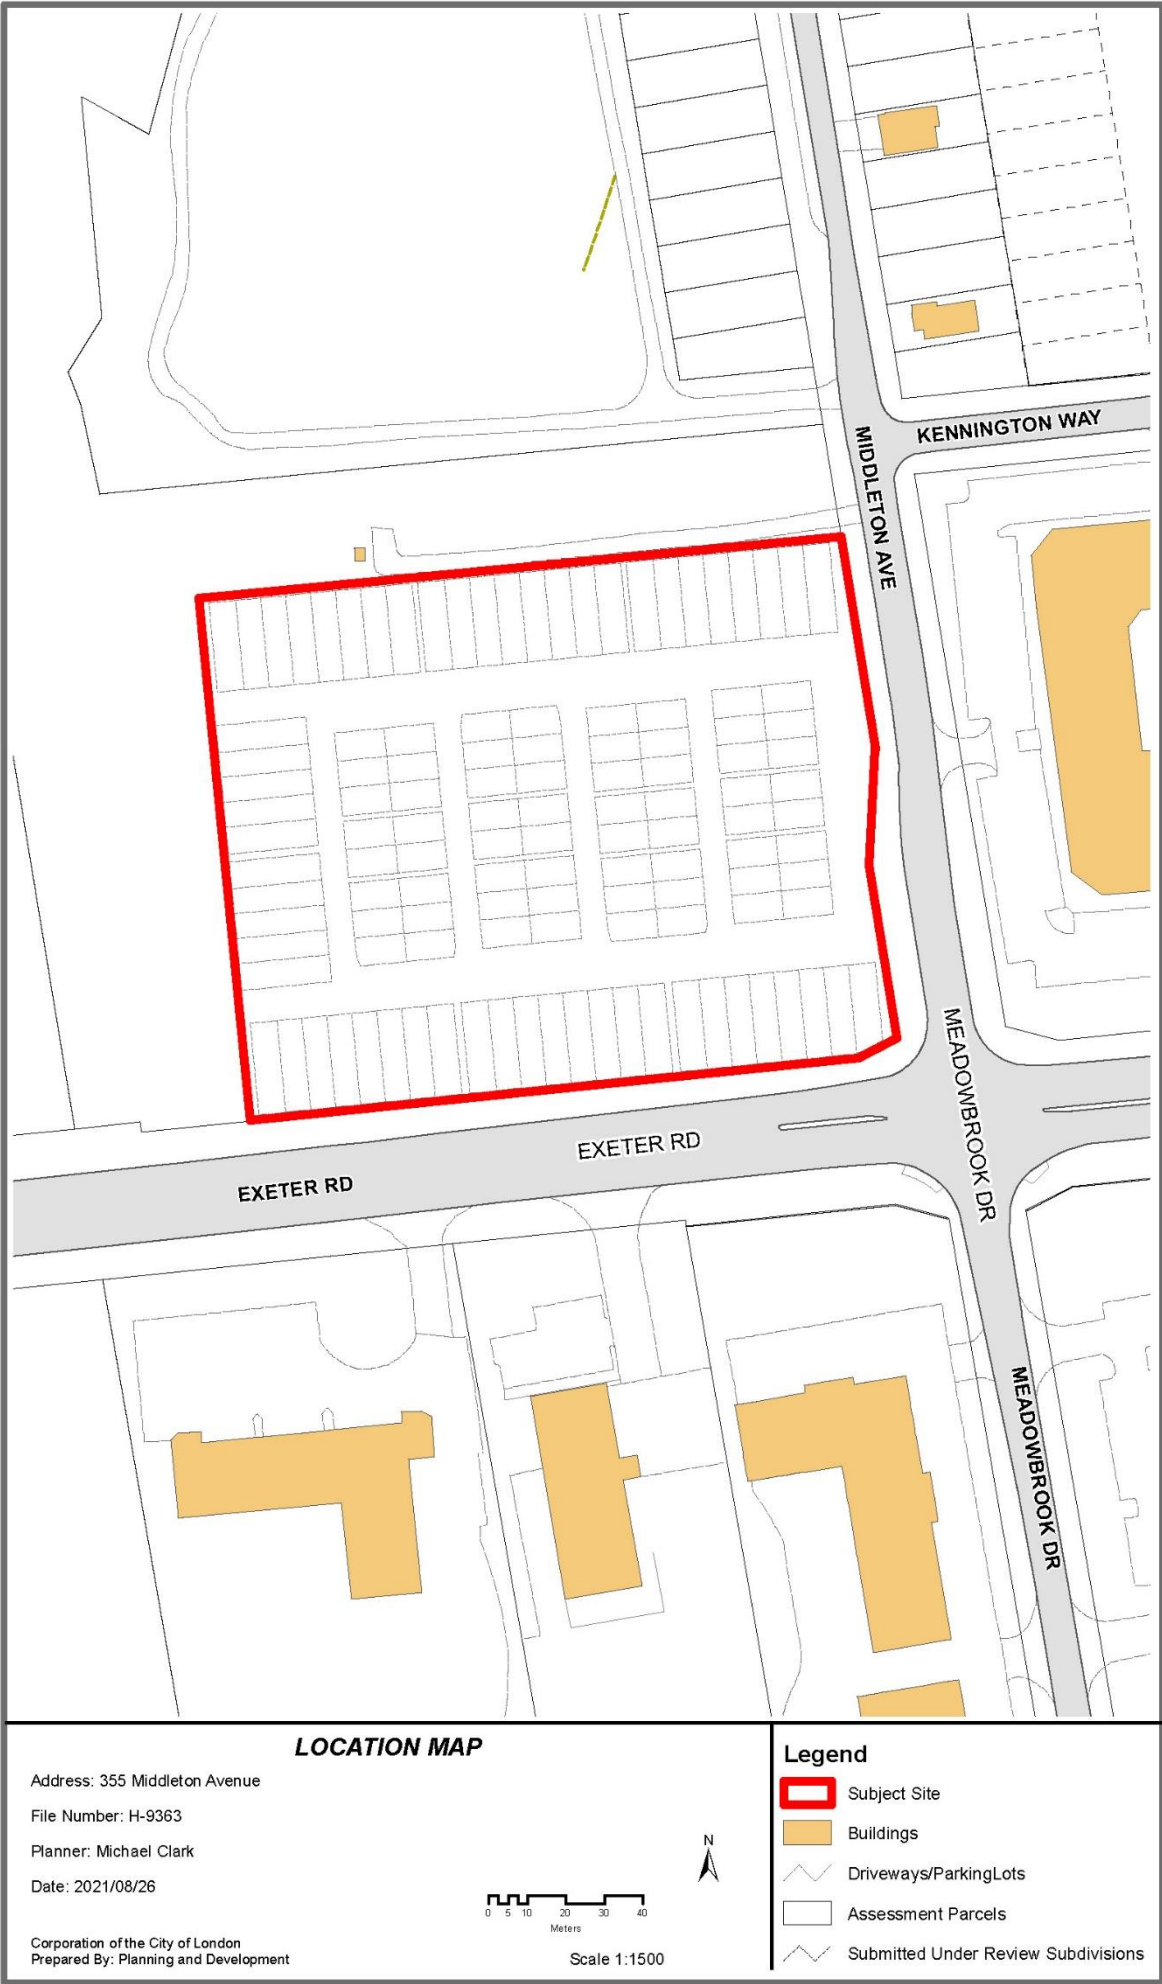 KENNINGTON WAY
MIDDLETON AVE
MEADOWBROOK DR
EXETER RD
EXETER RD
MEADOWBROOK DR
LOCATION MAP
Address: 355 Middleton Avenue
File Number: H-9363
Planner: Michael Clark
Date: 2021/08/26
Corporation of the City of London
Prepared By: Planning and Development
N
0 5 10 20 30 40
Meters
Scale 1:1500
Legend
Subject Site
Buildings
Driveways/ParkingLots
Assessment Parcels
Submitted Under Review Subdivisions